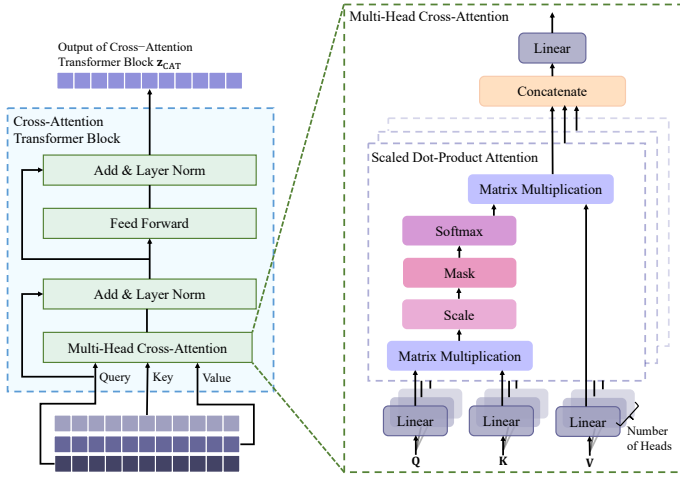 Output of Cross−Attention
Transformer Block z_CAT
Cross-Attention
Transformer Block
Add & Layer Norm
Feed Forward
Add & Layer Norm
Multi-Head Cross-Attention
Query
Key
Value
Multi-Head Cross-Attention
Linear
Concatenate
Scaled Dot-Product Attention
Matrix Multiplication
Softmax
Mask
Scale
Matrix Multiplication
Linear
Linear
Linear
Number
of Heads
Q
K
V